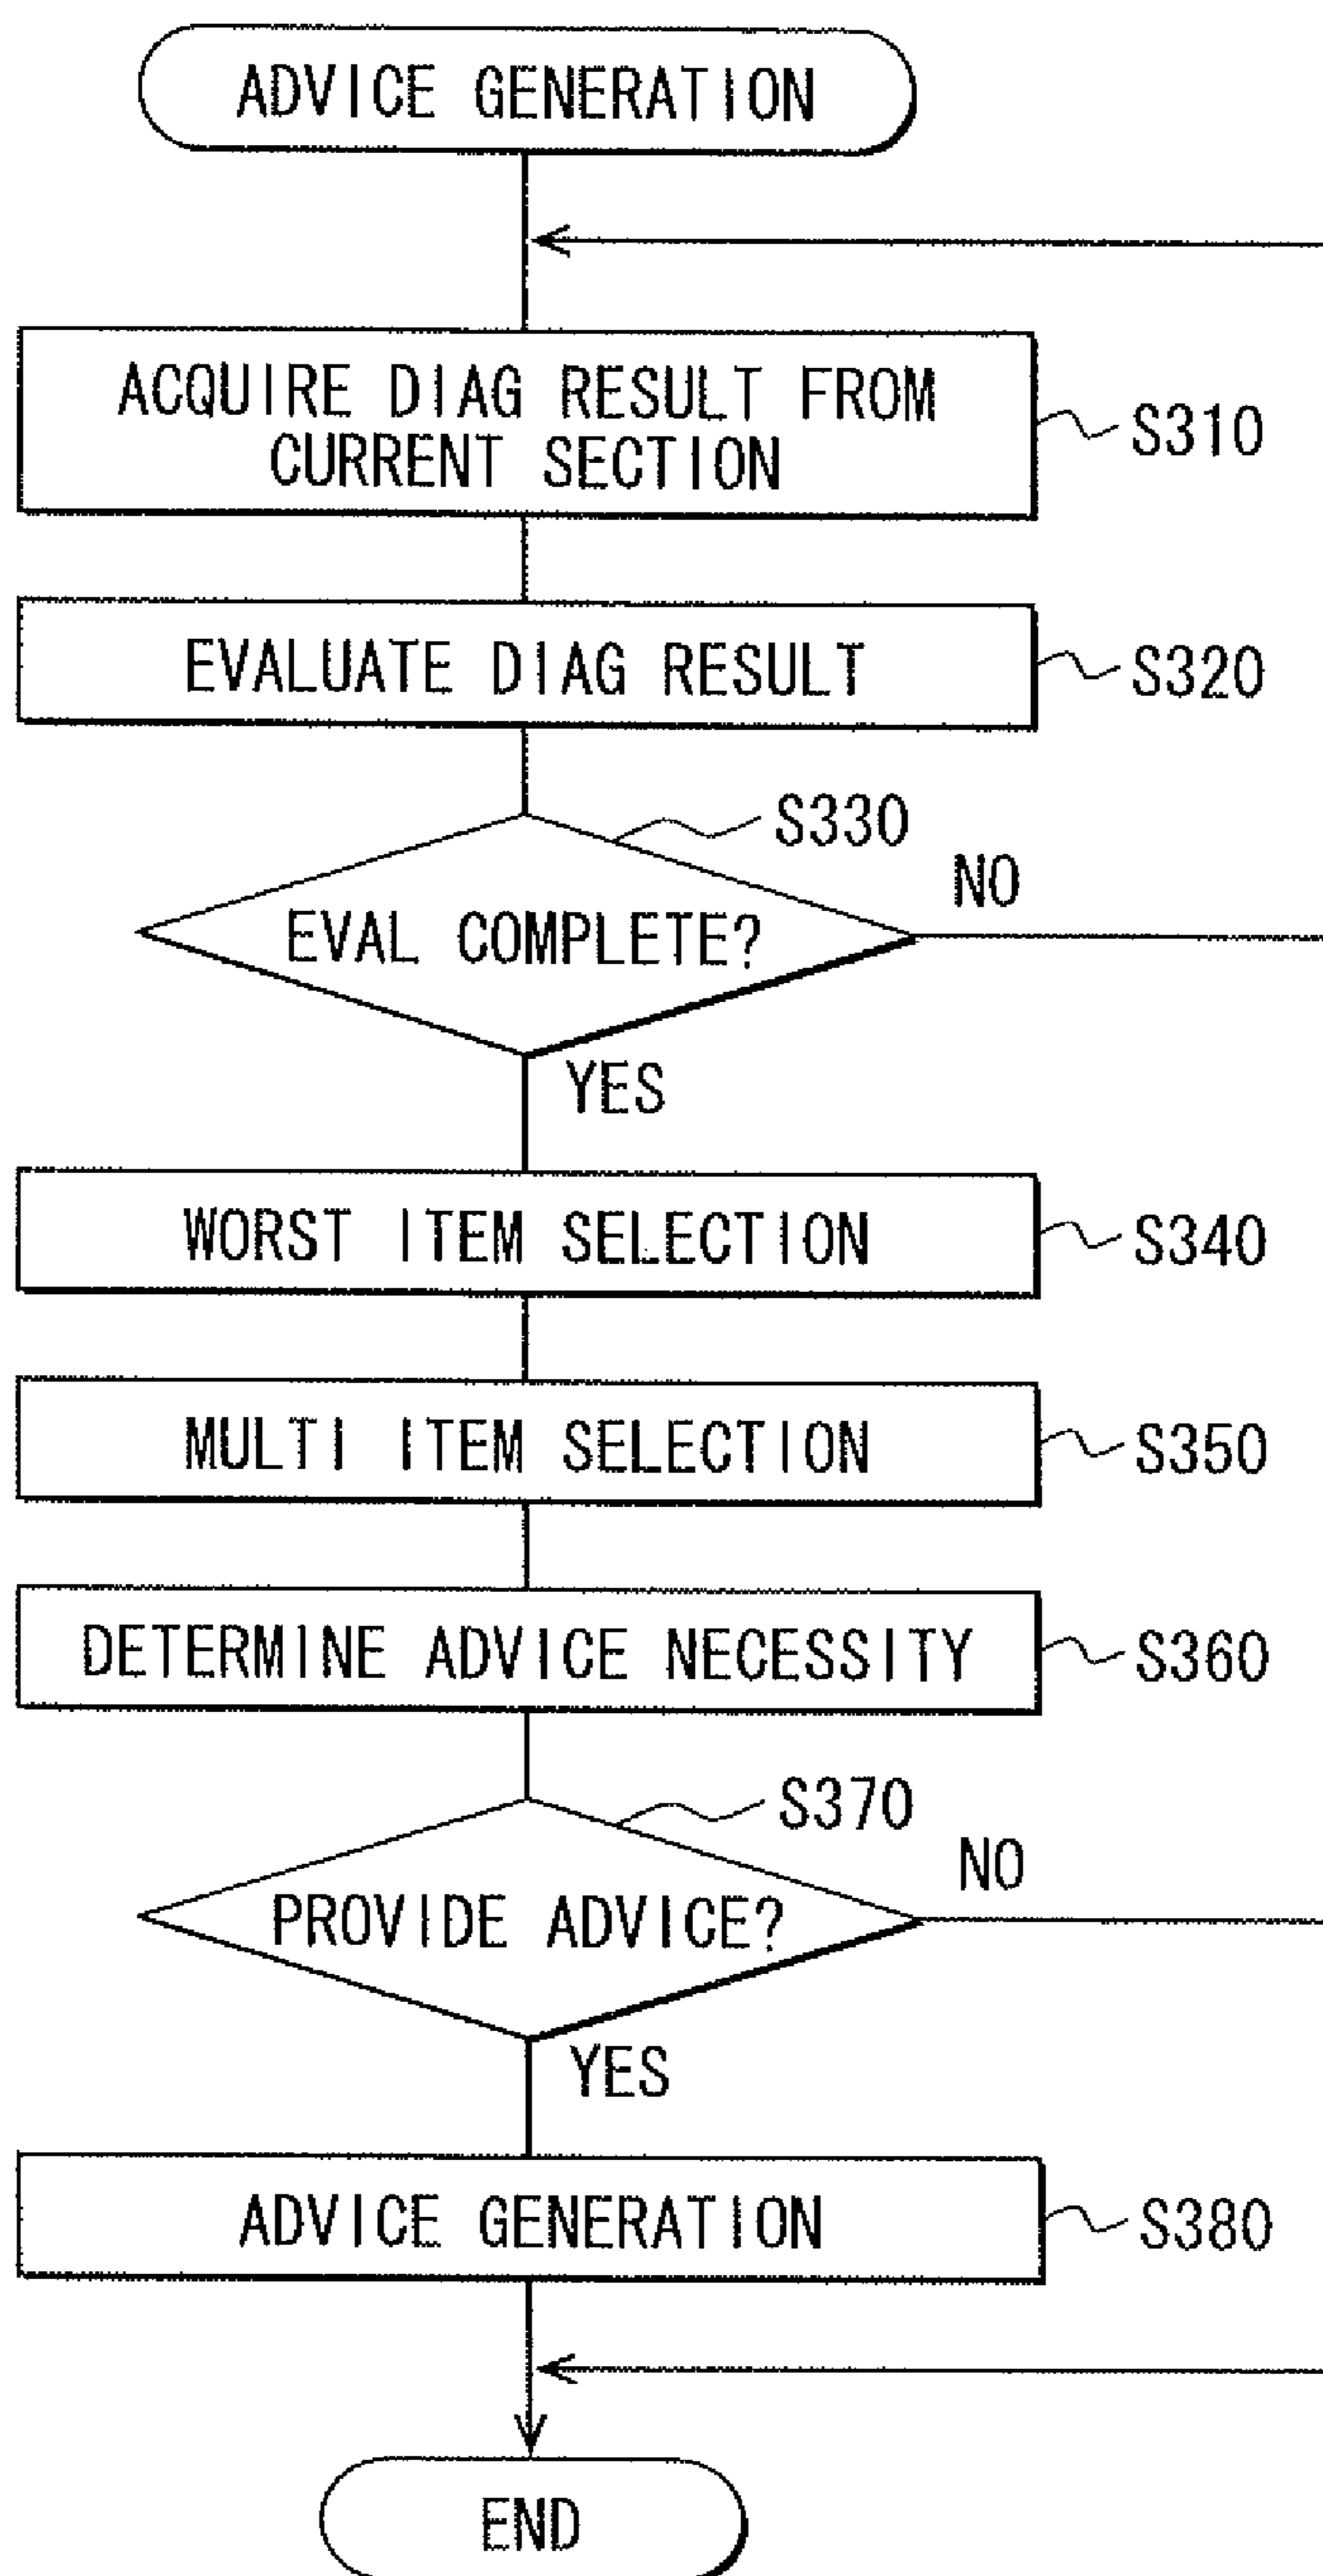 ADVICE GENERATION
ACQUIRE DIAG RESULT FROM
CURRENT SECTION
S310
EVALUATE DIAG RESULT
S320
S330
NO
EVAL COMPLETE?
YES
WORST ITEM SELECTION
S340
MULTI ITEM SELECTION
S350
DETERMINE ADVICE NECESSITY
S360
S370
NO
PROVIDE ADVICE?
YES
ADVICE GENERATION
S380
END